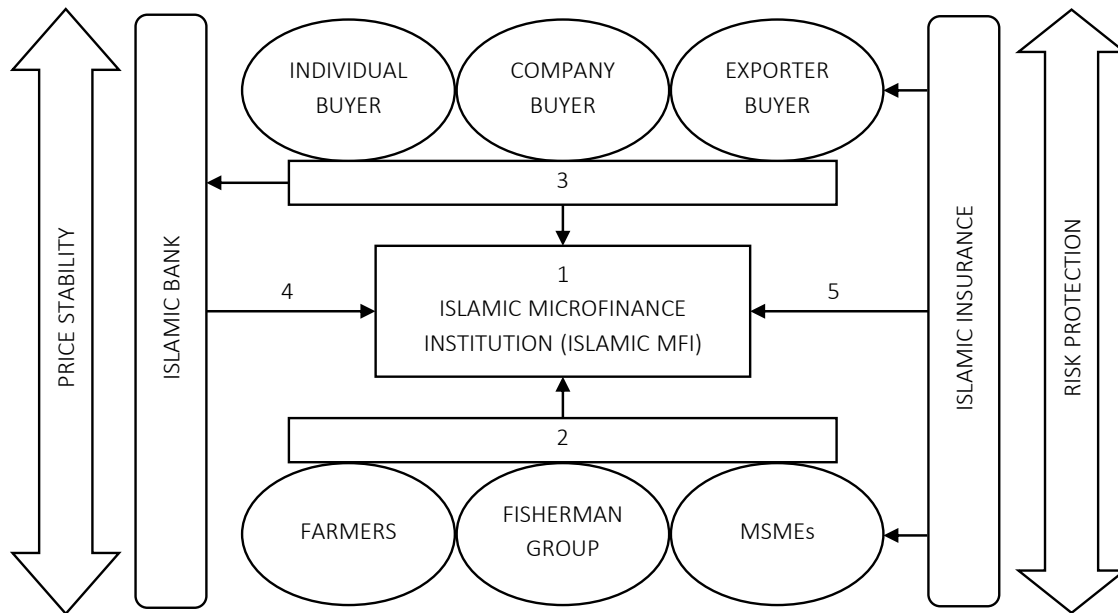 INDIVIDUAL
BUYER
COMPANY
BUYER
EXPORTER
BUYER
3
PRICE STABILITY
ISLAMIC BANK
4
1
ISLAMIC MICROFINANCE
INSTITUTION (ISLAMIC MFI)
5
ISLAMIC INSURANCE
RISK PROTECTION
2
FARMERS
FISHERMAN
GROUP
MSMEs